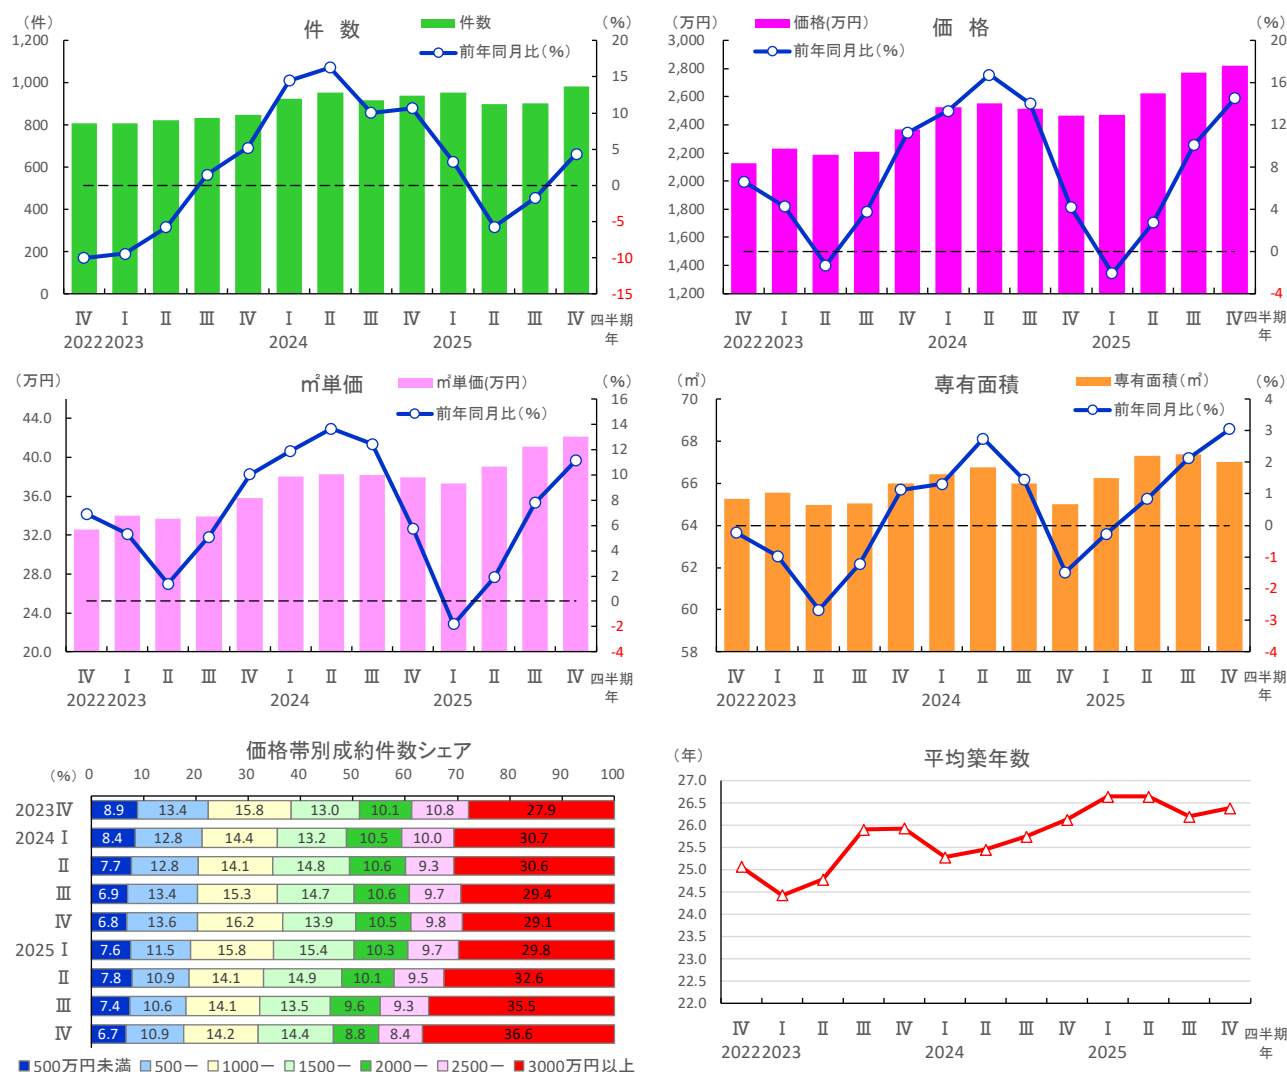 件 数
(件)
(%)
件数
前年同月比(%)
1,200
1,000
800
600
400
200
0
20
15
10
5
0
-5
-10
-15
Ⅳ Ⅰ Ⅱ Ⅲ Ⅳ Ⅰ Ⅱ Ⅲ Ⅳ Ⅰ Ⅱ Ⅲ Ⅳ 四半期
2022 2023 2024 2025 年
価 格
(万円)
(%)
価格(万円)
前年同月比(%)
3,000
2,800
2,600
2,400
2,200
2,000
1,800
1,600
1,400
1,200
20
16
12
8
4
0
-4
Ⅳ Ⅰ Ⅱ Ⅲ Ⅳ Ⅰ Ⅱ Ⅲ Ⅳ Ⅰ Ⅱ Ⅲ Ⅳ 四半期
2022 2023 2024 2025 年
㎡単価
(万円)
(%)
㎡単価(万円)
前年同月比(%)
44.0
40.0
36.0
32.0
28.0
24.0
20.0
16
14
12
10
8
6
4
2
0
-2
-4
Ⅳ Ⅰ Ⅱ Ⅲ Ⅳ Ⅰ Ⅱ Ⅲ Ⅳ Ⅰ Ⅱ Ⅲ Ⅳ 四半期
2022 2023 2024 2025 年
専有面積
(㎡)
(%)
専有面積(㎡)
前年同月比(%)
70
68
66
64
62
60
58
4
3
2
1
0
-1
-2
-3
-4
Ⅳ Ⅰ Ⅱ Ⅲ Ⅳ Ⅰ Ⅱ Ⅲ Ⅳ Ⅰ Ⅱ Ⅲ Ⅳ 四半期
2022 2023 2024 2025 年
価格帯別成約件数シェア
(%) 0 10 20 30 40 50 60 70 80 90 100
2023Ⅳ 8.9 13.4 15.8 13.0 10.1 10.8 27.9
2024 Ⅰ 8.4 12.8 14.4 13.2 10.5 10.0 30.7
Ⅱ 7.7 12.8 14.1 14.8 10.6 9.3 30.6
Ⅲ 6.9 13.4 15.3 14.7 10.6 9.7 29.4
Ⅳ 6.8 13.6 16.2 13.9 10.5 9.8 29.1
2025 Ⅰ 7.6 11.5 15.8 15.4 10.3 9.7 29.8
Ⅱ 7.8 10.9 14.1 14.9 10.1 9.5 32.6
Ⅲ 7.4 10.6 14.1 13.5 9.6 9.3 35.5
Ⅳ 6.7 10.9 14.2 14.4 8.8 8.4 36.6
500万円未満 500ー 1000ー 1500ー 2000ー 2500ー 3000万円以上
平均築年数
(年)
27.0
26.5
26.0
25.5
25.0
24.5
24.0
23.5
23.0
22.5
22.0
Ⅳ Ⅰ Ⅱ Ⅲ Ⅳ Ⅰ Ⅱ Ⅲ Ⅳ Ⅰ Ⅱ Ⅲ Ⅳ 四半期
2022 2023 2024 2025 年